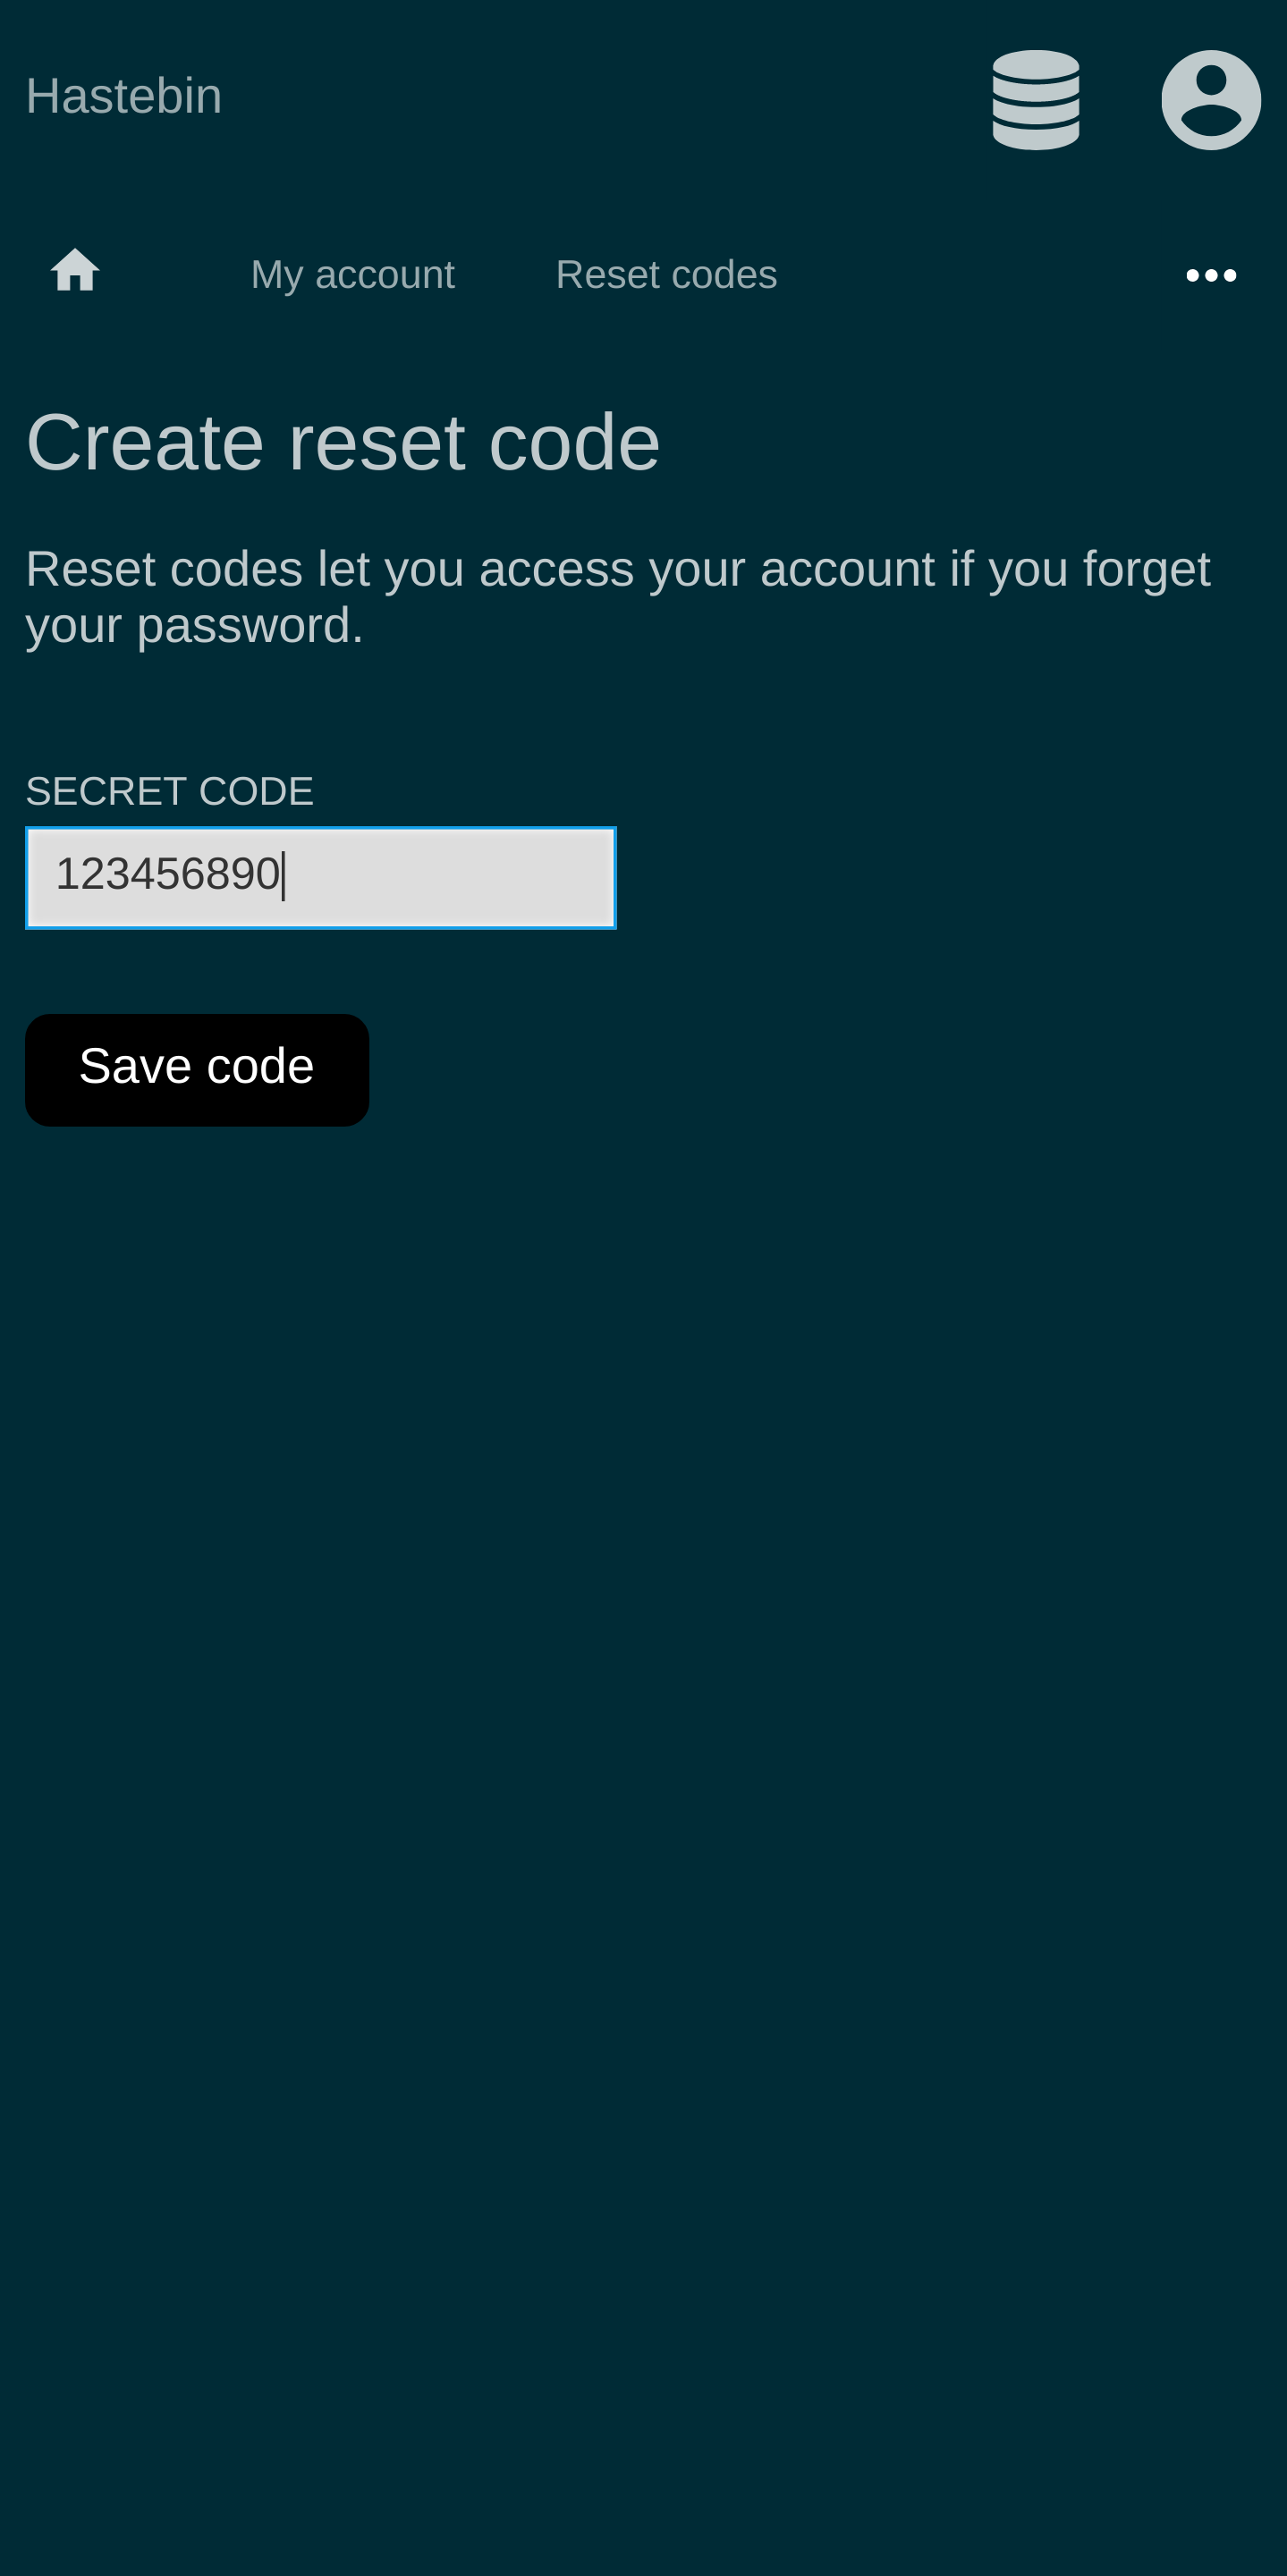 Hastebin
My account Reset codes
Create reset code
Reset codes let you access your account if you forget
your password.
SECRET CODE
123456890
Save code